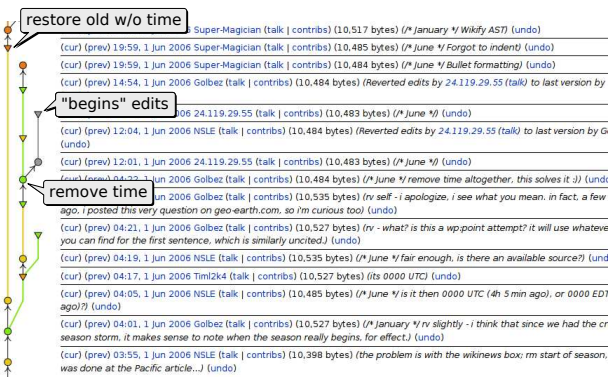 restore old w/o time
Super-Magician (talk | contribs) (10,517 bytes) (/* January */ Wikify AST) (undo)
(cur) (prev) 19:59, 1 Jun 2006 Super-Magician (talk | contribs) (10,485 bytes) (/* June */ Forgot to indent) (undo)
(cur) (prev) 19:59, 1 Jun 2006 Super-Magician (talk | contribs) (10,484 bytes) (/* June */ Bullet formatting) (undo)
(cur) (prev) 14:54, 1 Jun 2006 Golbez (talk | contribs) (10,484 bytes) (Reverted edits by 24.119.29.55 (talk) to last version by
"begins" edits
2006 24.119.29.55 (talk | contribs) (10,483 bytes) (/* June */) (undo)
(cur) (prev) 12:04, 1 Jun 2006 NSLE (talk | contribs) (10,484 bytes) (Reverted edits by 24.119.29.55 (talk) to last version by
(undo)
(cur) (prev) 12:01, 1 Jun 2006 24.119.29.55 (talk | contribs) (10,483 bytes) (/* June */) (undo)
(cur) (prev) 04:22, 1 Jun 2006 Golbez (talk | contribs) (10,484 bytes) (/* June */ remove time altogether, this solves it :)) (undo)
remove time
2006 Golbez (talk | contribs) (10,535 bytes) (rv self - i apologize, i see what you mean. in fact, a few
ago, i posted this very question on geo-earth.com, so i'm curious too) (undo)
(cur) (prev) 04:21, 1 Jun 2006 Golbez (talk | contribs) (10,527 bytes) (rv - what? is this a wp:point attempt? it will use whateve
you can find for the first sentence, which is similarly uncited.) (undo)
(cur) (prev) 04:19, 1 Jun 2006 NSLE (talk | contribs) (10,535 bytes) (/* June */ fair enough, is there an available source?) (undo)
(cur) (prev) 04:17, 1 Jun 2006 Timl2k4 (talk | contribs) (10,527 bytes) (its 0000 UTC) (undo)
(cur) (prev) 04:05, 1 Jun 2006 NSLE (talk | contribs) (10,485 bytes) (/* June */ is it then 0000 UTC (4h 5 min ago), or 0000 EDT
ago)?) (undo)
(cur) (prev) 04:01, 1 Jun 2006 Golbez (talk | contribs) (10,527 bytes) (/* January */ rv slightly - i think that since we had the cr
season storm, it makes sense to note when the season really begins, for effect.) (undo)
(cur) (prev) 03:55, 1 Jun 2006 NSLE (talk | contribs) (10,398 bytes) (the problem is with the wikinews box; rm start of season,
was done at the Pacific article...) (undo)